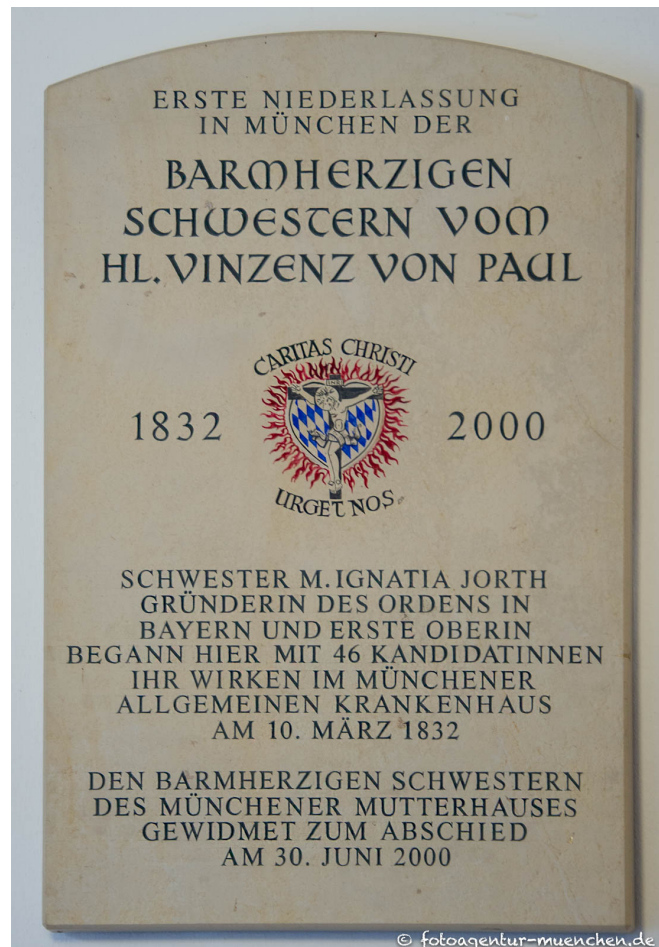 ERSTE NIEDERLASSUNG
IN MÜNCHEN DER
BARMHERZIGEN
SCHWESTERN VOM
HL. VINZENZ VON PAUL
CARITAS CHRISTI
INRI
1832 2000
URGET NOS
SCHWESTER M. IGNATIA JORTH
GRÜNDERIN DES ORDENS IN
BAYERN UND ERSTE OBERIN
BEGANN HIER MIT 46 KANDIDATINNEN
IHR WIRKEN IM MÜNCHENER
ALLGEMEINEN KRANKENHAUS
AM 10. MÄRZ 1832
DEN BARMHERZIGEN SCHWESTERN
DES MÜNCHENER MUTTERHAUSES
GEWIDMET ZUM ABSCHIED
AM 30. JUNI 2000
© fotoagentur-muenchen.de